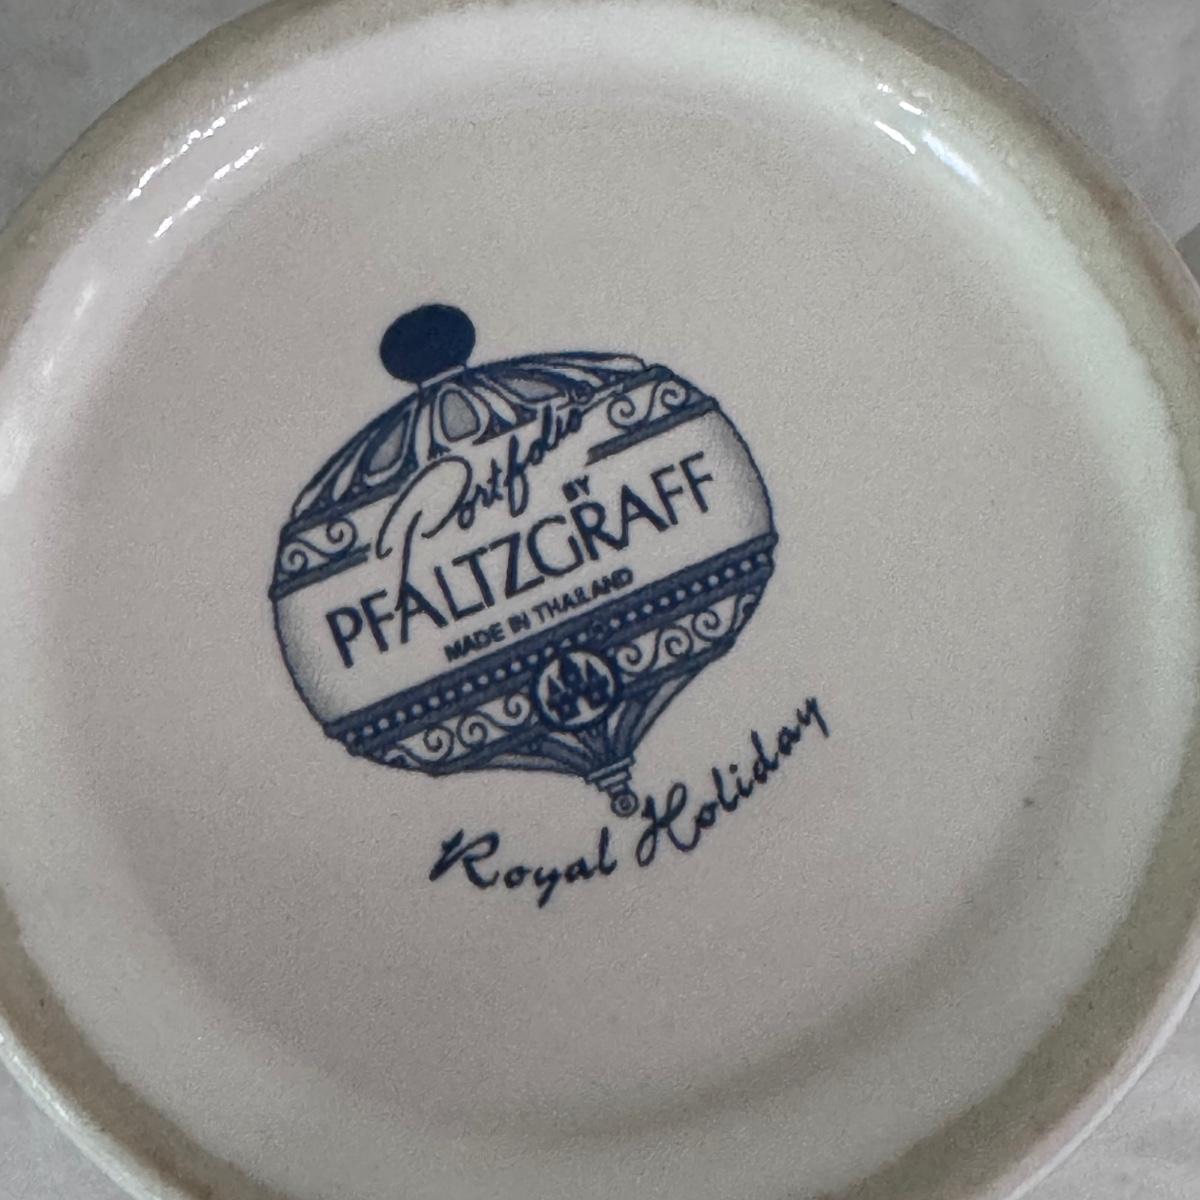 Portfolio®
BY
PFALTZGRAFF
MADE IN THAILAND
Royal Holiday